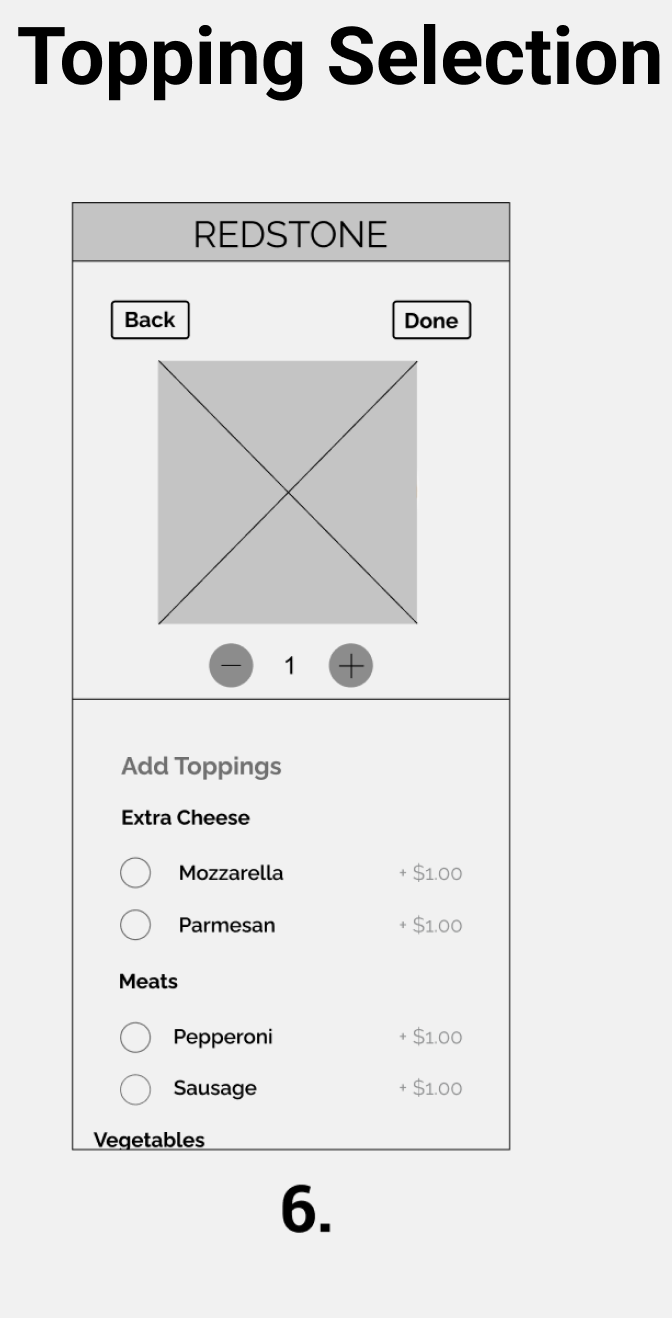 Topping Selection
REDSTONE
Back Done
− 1 +
Add Toppings
Extra Cheese
Mozzarella + $1.00
Parmesan + $1.00
Meats
Pepperoni + $1.00
Sausage + $1.00
Vegetables
6.